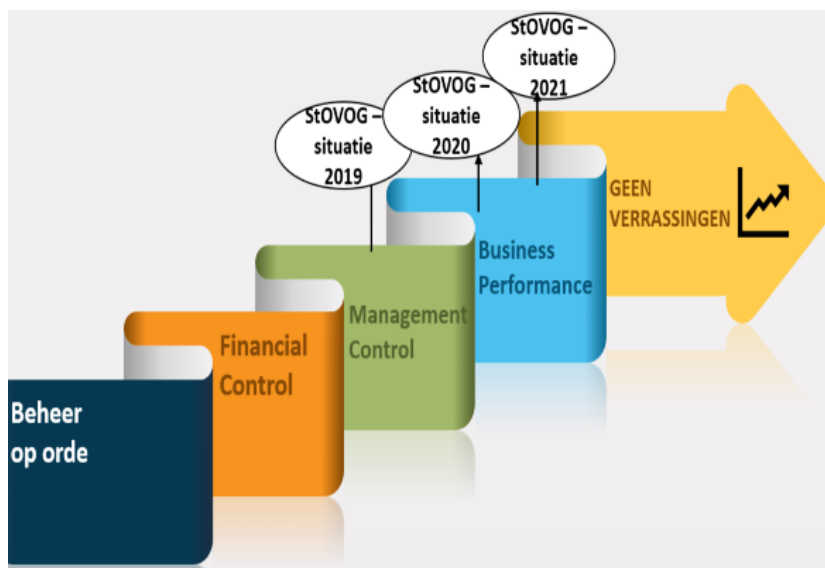 StOVOG –
situatie
2019
StOVOG –
situatie
2020
StOVOG –
situatie
2021
Beheer
op orde
Financial
Control
Management
Control
Business
Performance
GEEN
VERRASSINGEN